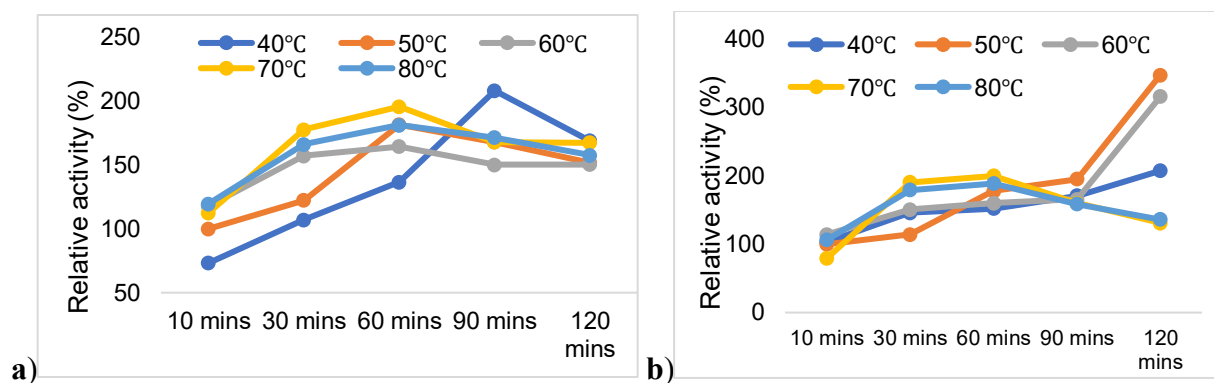 250
200
150
100
50
Relative activity (%)
40℃ 50℃ 60℃
70℃ 80℃
10 mins 30 mins 60 mins 90 mins 120
mins
a)
400
300
200
100
0
Relative activity (%)
40℃ 50℃ 60℃
70℃ 80℃
10 mins 30 mins 60 mins 90 mins 120
mins
b)